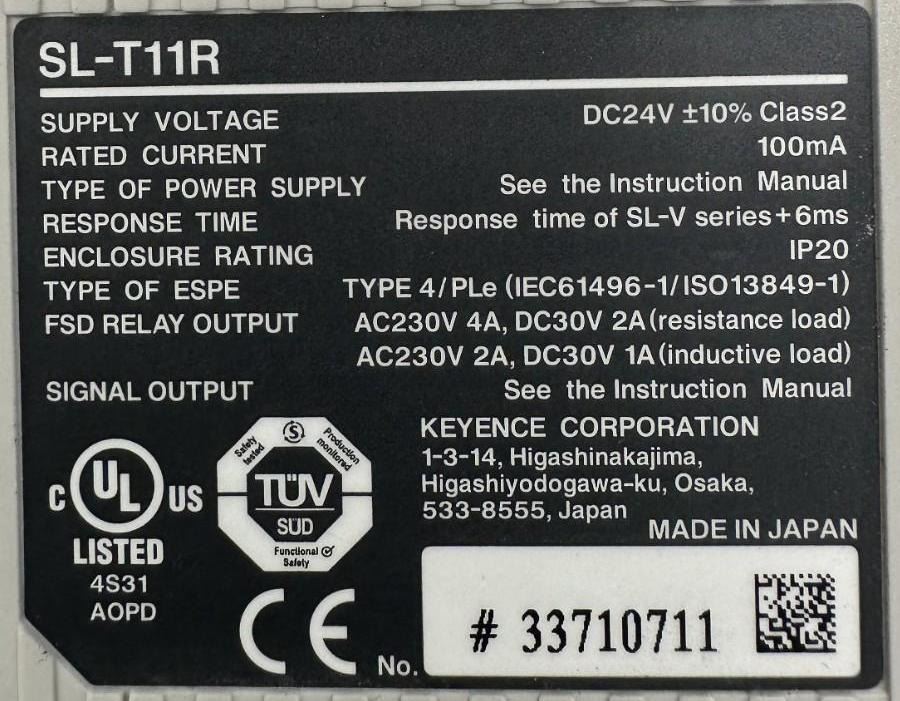 SL-T11R
SUPPLY VOLTAGE DC24V ±10% Class2
RATED CURRENT 100mA
TYPE OF POWER SUPPLY See the Instruction Manual
RESPONSE TIME Response time of SL-V series+6ms
ENCLOSURE RATING IP20
TYPE OF ESPE TYPE 4/PLe (IEC61496-1/ISO13849-1)
FSD RELAY OUTPUT AC230V 4A, DC30V 2A(resistance load)
AC230V 2A, DC30V 1A(inductive load)
SIGNAL OUTPUT See the Instruction Manual
KEYENCE CORPORATION
1-3-14, Higashinakajima,
Higashiyodogawa-ku, Osaka,
533-8555, Japan
MADE IN JAPAN
C UL US
LISTED
4S31
AOPD
Safety
tested
S
Production
monitored
TÜV
SÜD
Functional
Safety
CE
No.
# 33710711